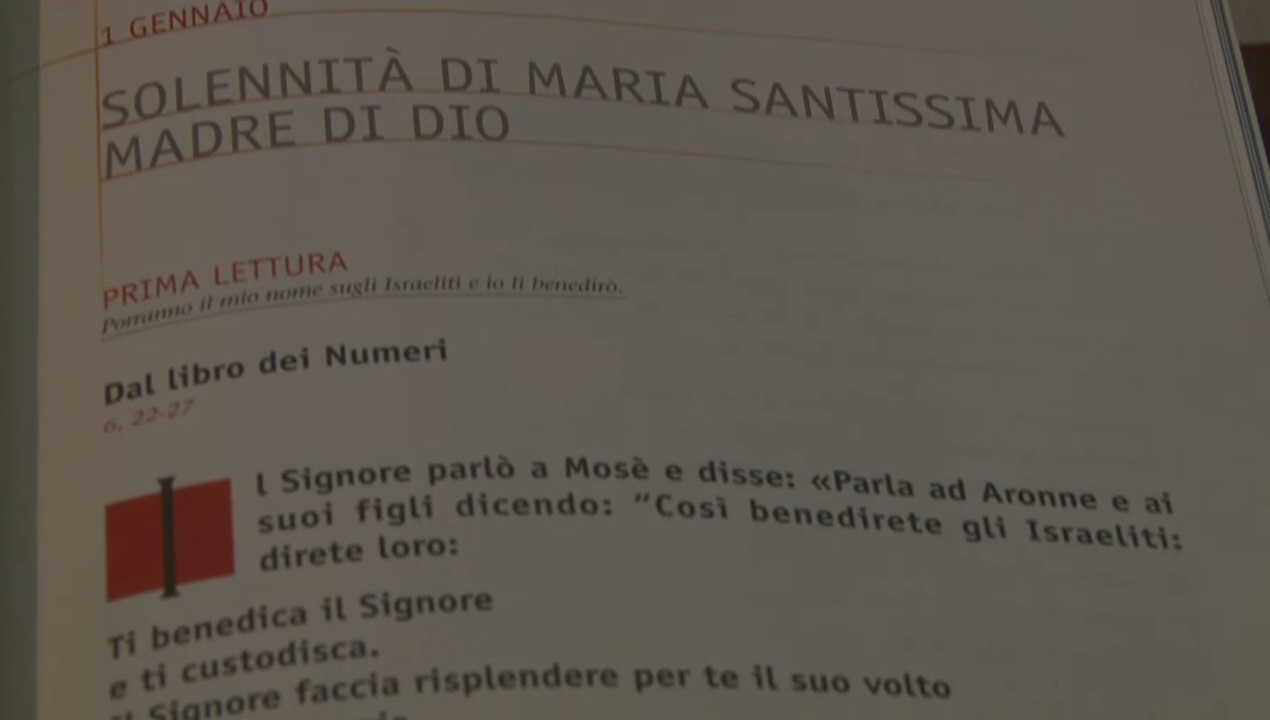 1 GENNAIO
SOLENNITÀ DI MARIA SANTISSIMA
MADRE DI DIO
PRIMA LETTURA
Porranno il mio nome sugli Israeliti e io li benedirò.
Dal libro dei Numeri
6, 22-27
Il Signore parlò a Mosè e disse: «Parla ad Aronne e ai
suoi figli dicendo: “Così benedirete gli Israeliti:
direte loro:
Ti benedica il Signore
e ti custodisca.
Il Signore faccia risplendere per te il suo volto